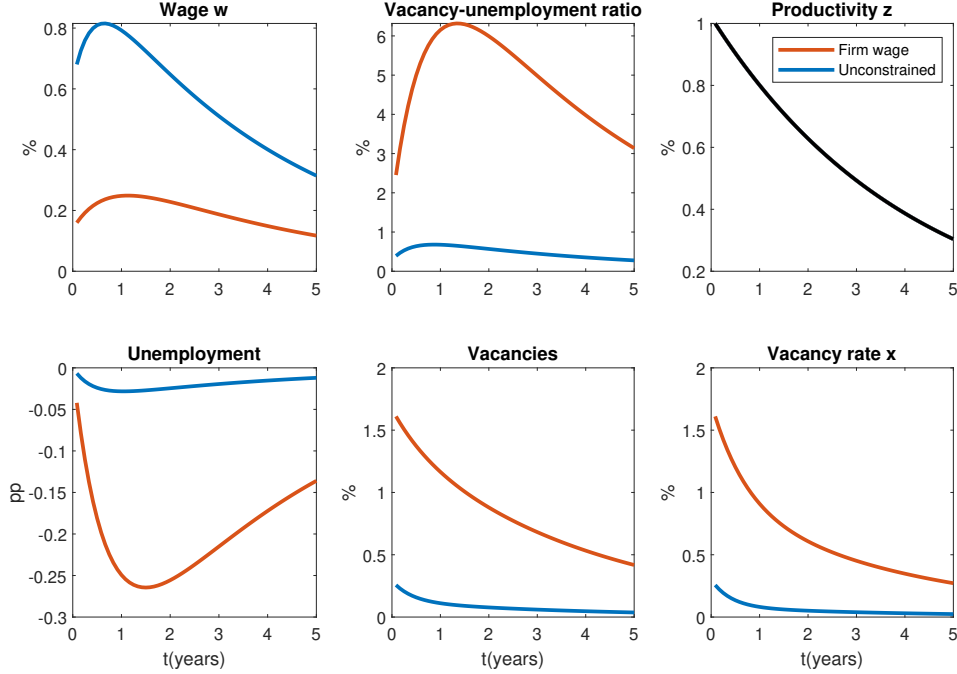 Wage w
Vacancy-unemployment ratio
Productivity z
0.8
0.6
0.4
0.2
0
%
0 1 2 3 4 5
6
5
4
3
2
1
0
%
0 1 2 3 4 5
1
0.8
0.6
0.4
0.2
%
0 1 2 3 4 5
Firm wage
Unconstrained
Unemployment
Vacancies
Vacancy rate x
0
-0.05
-0.1
-0.15
-0.2
-0.25
-0.3
pp
0 1 2 3 4 5
t(years)
2
1.5
1
0.5
0
%
0 1 2 3 4 5
t(years)
2
1.5
1
0.5
0
%
0 1 2 3 4 5
t(years)